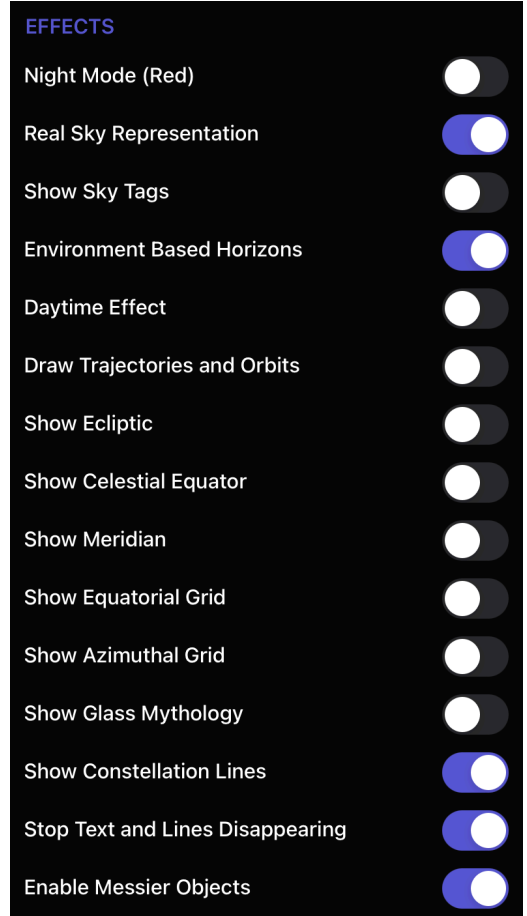 EFFECTS
Night Mode (Red)
Real Sky Representation
Show Sky Tags
Environment Based Horizons
Daytime Effect
Draw Trajectories and Orbits
Show Ecliptic
Show Celestial Equator
Show Meridian
Show Equatorial Grid
Show Azimuthal Grid
Show Glass Mythology
Show Constellation Lines
Stop Text and Lines Disappearing
Enable Messier Objects